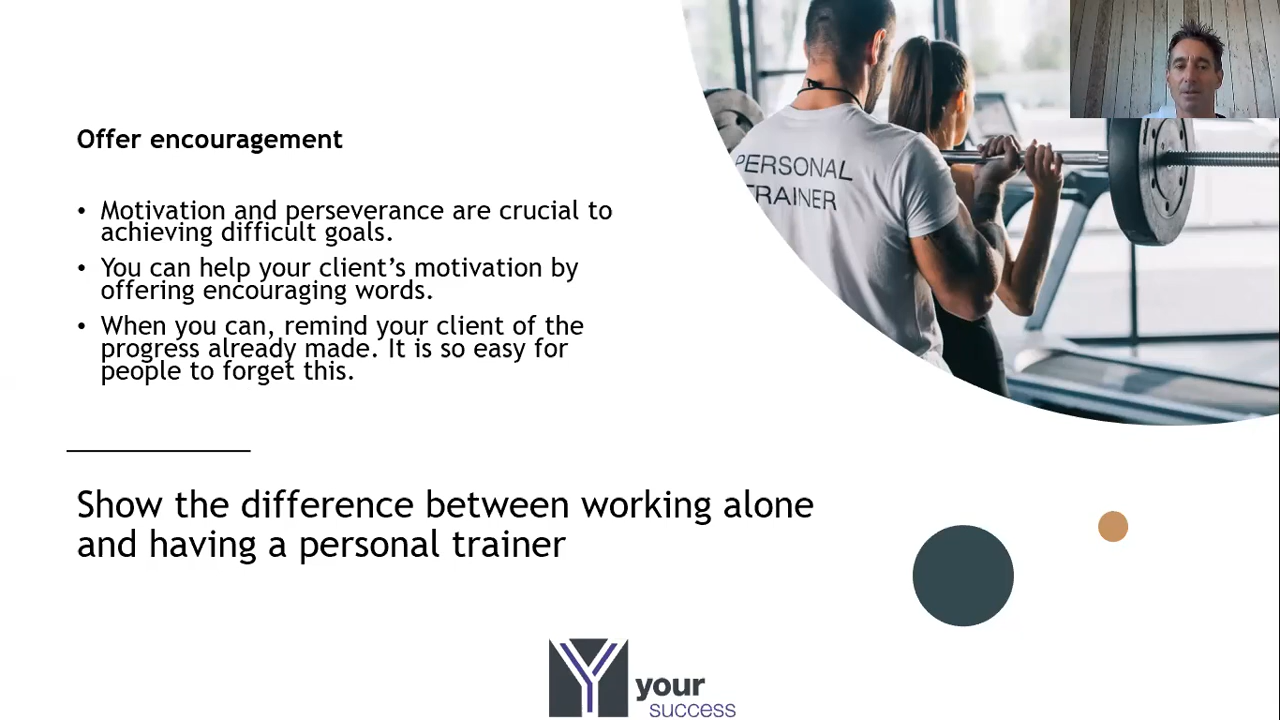 Offer encouragement
• Motivation and perseverance are crucial to
achieving difficult goals.
• You can help your client’s motivation by
offering encouraging words.
• When you can, remind your client of the
progress already made. It is so easy for
people to forget this.
Show the difference between working alone
and having a personal trainer
PERSONAL
TRAINER
Y your
success